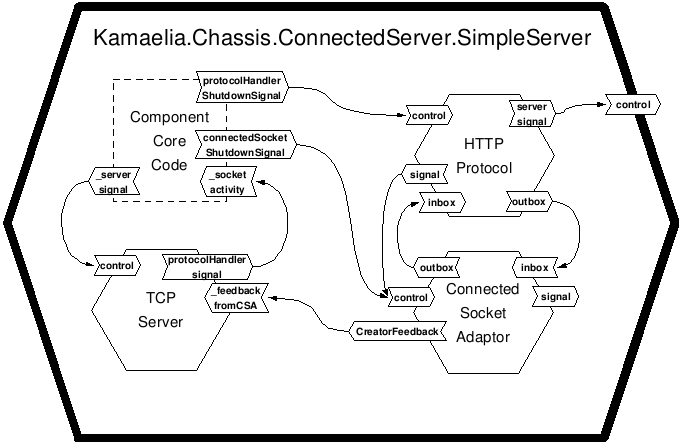 Kamaelia.Chassis.ConnectedServer.SimpleServer
protocolHandler
ShutdownSignal
Component
Core
Code
connectedSocket
ShutdownSignal
_server
signal
_socket
activity
control
server
signal
control
HTTP
Protocol
signal
inbox
outbox
control
protocolHandler
signal
TCP
Server
_feedback
fromCSA
outbox
inbox
control
signal
Connected
Socket
Adaptor
CreatorFeedback